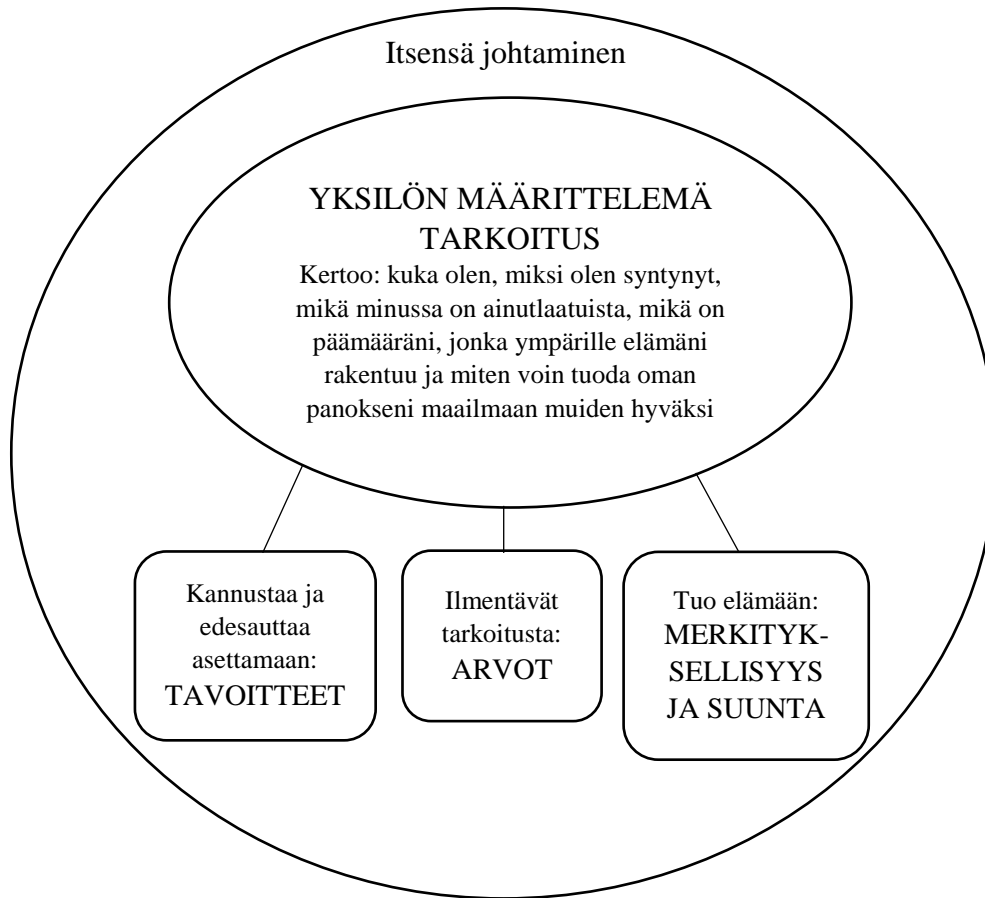 Itsensä johtaminen
YKSILÖN MÄÄRITTELEMÄ
TARKOITUS
Kertoo: kuka olen, miksi olen syntynyt,
mikä minussa on ainutlaatuista, mikä on
päämääräni, jonka ympärille elämäni
rakentuu ja miten voin tuoda oman
panokseni maailmaan muiden hyväksi
Kannustaa ja
edesauttaa
asettamaan:
TAVOITTEET
Ilmentävät
tarkoitusta:
ARVOT
Tuo elämään:
MERKITYK-
SELLISYYS
JA SUUNTA